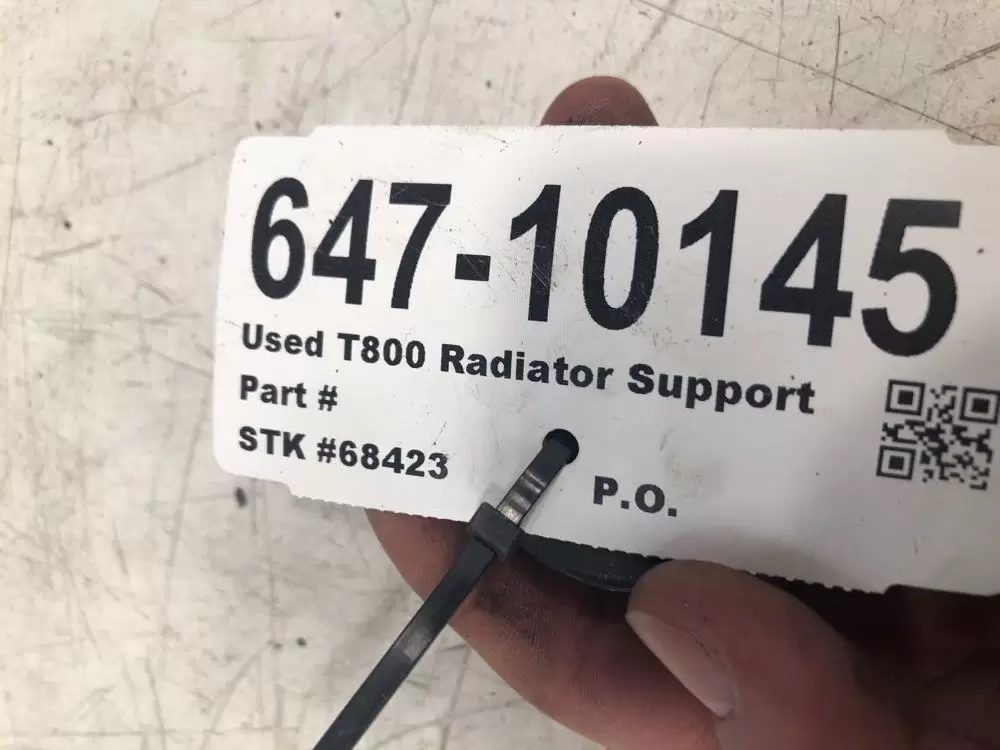 647-10145
Used T800 Radiator Support
Part #
STK #68423
P.O.